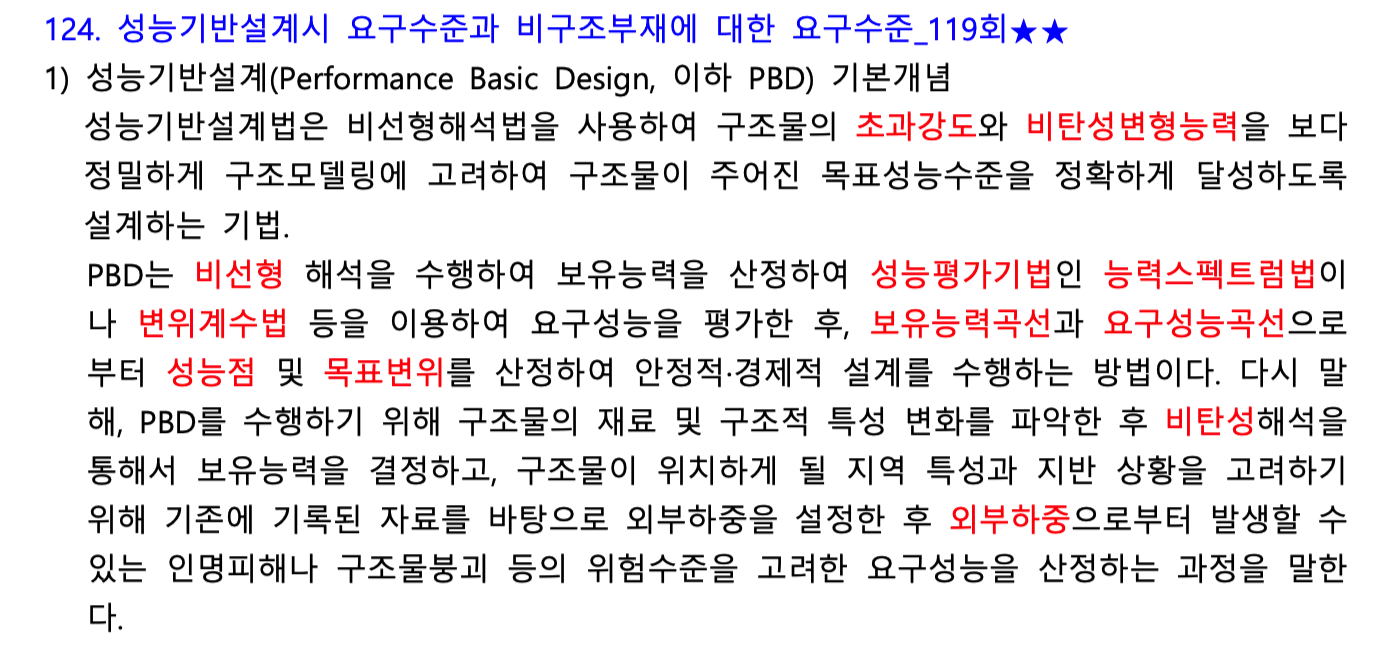 124. 성능기반설계시 요구수준과 비구조부재에 대한 요구수준_119회★★
1) 성능기반설계(Performance Basic Design, 이하 PBD) 기본개념
성능기반설계법은 비선형해석법을 사용하여 구조물의 초과강도와 비탄성변형능력을 보다
정밀하게 구조모델링에 고려하여 구조물이 주어진 목표성능수준을 정확하게 달성하도록
설계하는 기법.
PBD는 비선형 해석을 수행하여 보유능력을 산정하여 성능평가기법인 능력스펙트럼법이
나 변위계수법 등을 이용하여 요구성능을 평가한 후, 보유능력곡선과 요구성능곡선으로
부터 성능점 및 목표변위를 산정하여 안정적·경제적 설계를 수행하는 방법이다. 다시 말
해, PBD를 수행하기 위해 구조물의 재료 및 구조적 특성 변화를 파악한 후 비탄성해석을
통해서 보유능력을 결정하고, 구조물이 위치하게 될 지역 특성과 지반 상황을 고려하기
위해 기존에 기록된 자료를 바탕으로 외부하중을 설정한 후 외부하중으로부터 발생할 수
있는 인명피해나 구조물붕괴 등의 위험수준을 고려한 요구성능을 산정하는 과정을 말한
다.